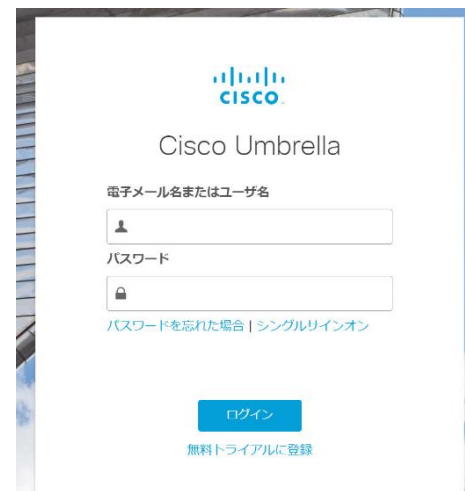 CISCO
Cisco Umbrella
電子メール名またはユーザ名
パスワード
パスワードを忘れた場合 | シングルリインオン
ログイン
無料トライアルに登録